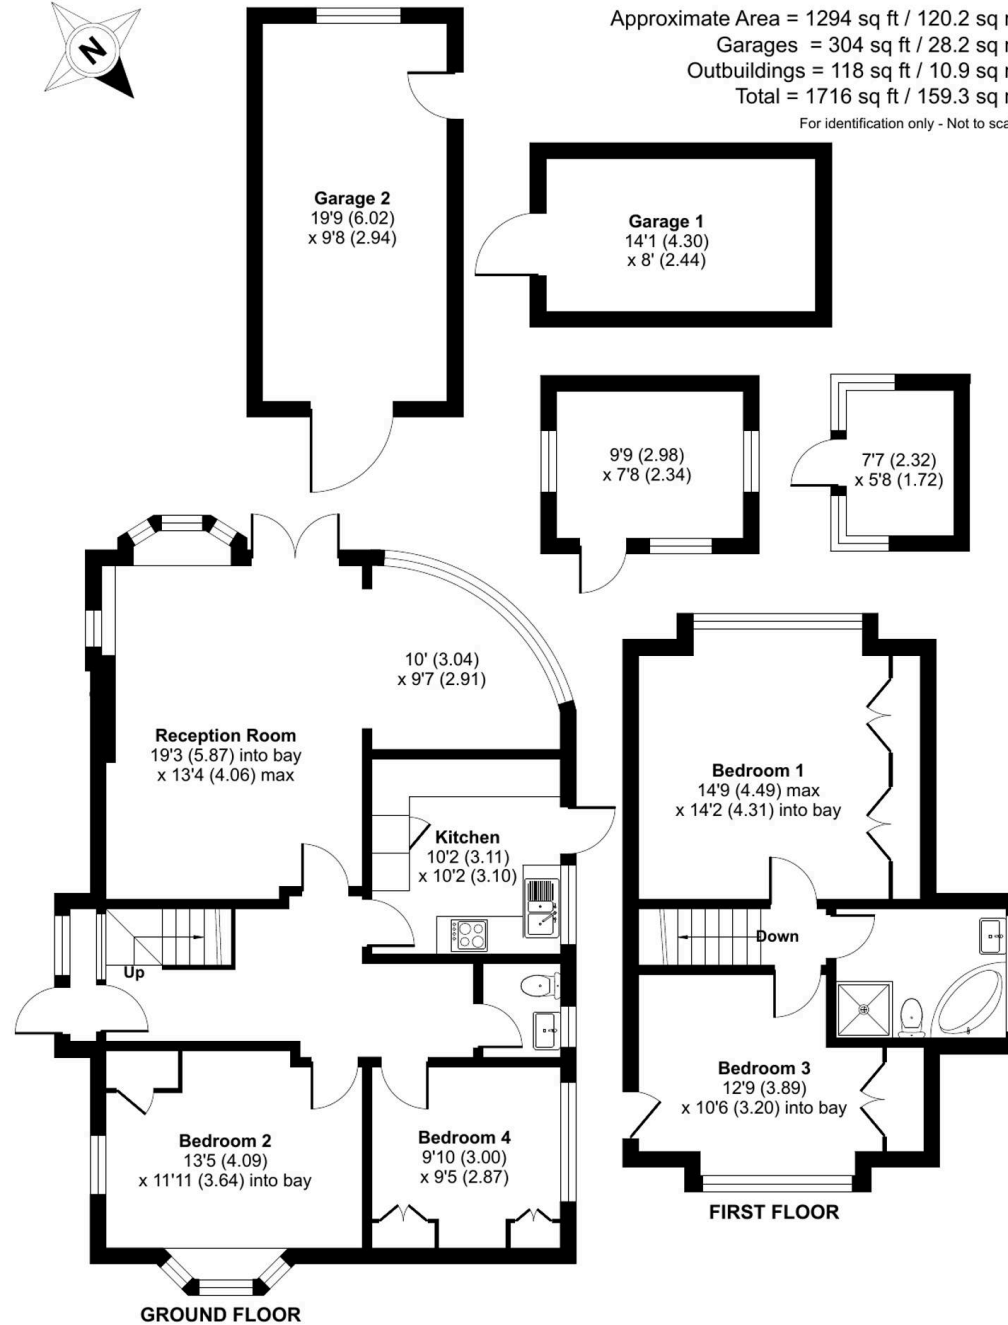 N
Approximate Area = 1294 sq ft / 120.2 sq
Garages = 304 sq ft / 28.2 sq
Outbuildings = 118 sq ft / 10.9 sq
Total = 1716 sq ft / 159.3 sq
For identification only - Not to
Garage 2
19'9 (6.02)
x 9'8 (2.94)
Garage 1
14'1 (4.30)
x 8' (2.44)
9'9 (2.98)
x 7'8 (2.34)
7'7 (2.32)
x 5'8 (1.72)
10' (3.04)
x 9'7 (2.91)
Reception Room
19'3 (5.87) into bay
x 13'4 (4.06) max
Bedroom 1
14'9 (4.49) max
x 14'2 (4.31) into bay
Kitchen
10'2 (3.11)
x 10'2 (3.10)
Down
Up
Bedroom 3
12'9 (3.89)
x 10'6 (3.20) into bay
Bedroom 2
13'5 (4.09)
x 11'11 (3.64) into bay
Bedroom 4
9'10 (3.00)
x 9'5 (2.87)
FIRST FLOOR
GROUND FLOOR